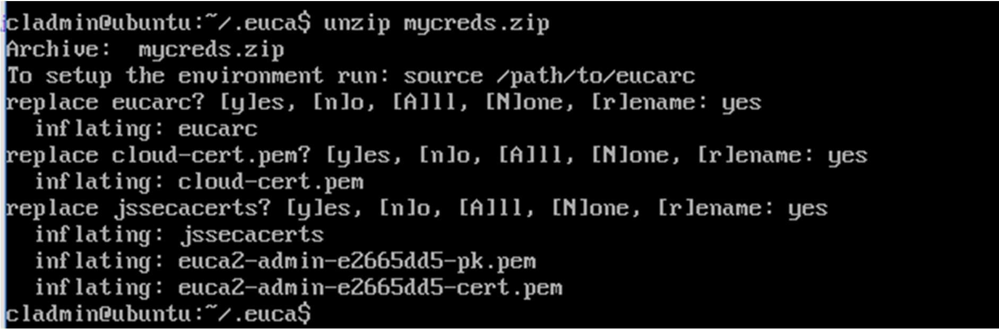 cladmin@ubuntu:~/.euca$ unzip mycreds.zip
Archive:  mycreds.zip
To setup the environment run: source /path/to/eucarc
replace eucarc? [y]es, [n]o, [A]ll, [N]one, [r]ename: yes
  inflating: eucarc
replace cloud-cert.pem? [y]es, [n]o, [A]ll, [N]one, [r]ename: yes
  inflating: cloud-cert.pem
replace jssecacerts? [y]es, [n]o, [A]ll, [N]one, [r]ename: yes
  inflating: jssecacerts
  inflating: euca2-admin-e2665dd5-pk.pem
  inflating: euca2-admin-e2665dd5-cert.pem
cladmin@ubuntu:~/.euca$